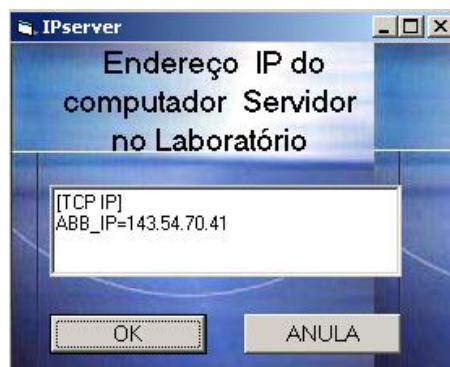 IPserver
Endereço IP do
computador Servidor
no Laboratório
[TCP IP]
ABB_IP=143.54.70.41
OK
ANULA